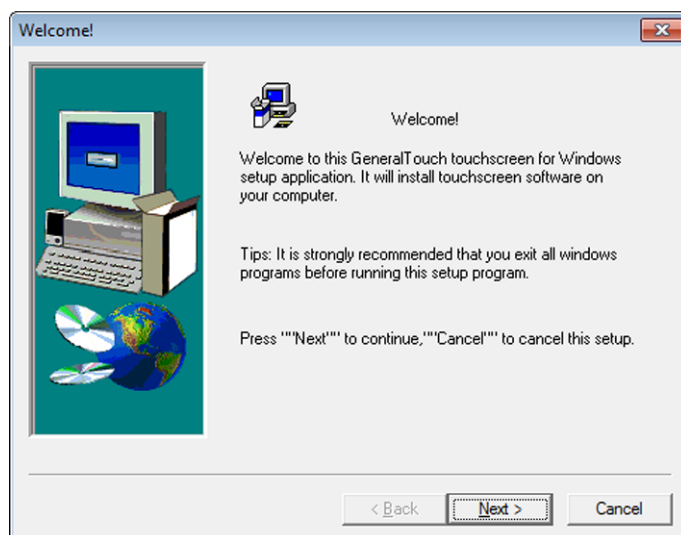 Welcome!
Welcome!
Welcome to this GeneralTouch touchscreen for Windows
setup application. It will install touchscreen software on
your computer.
Tips: It is strongly recommended that you exit all windows
programs before running this setup program.
Press ""Next"" to continue,""Cancel"" to cancel this setup.
< Back
Next >
Cancel